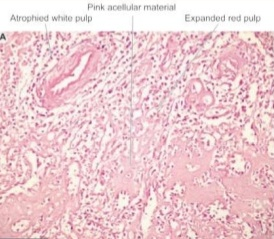 Pink acellular material
Atrophied white pulp
Expanded red pulp
A